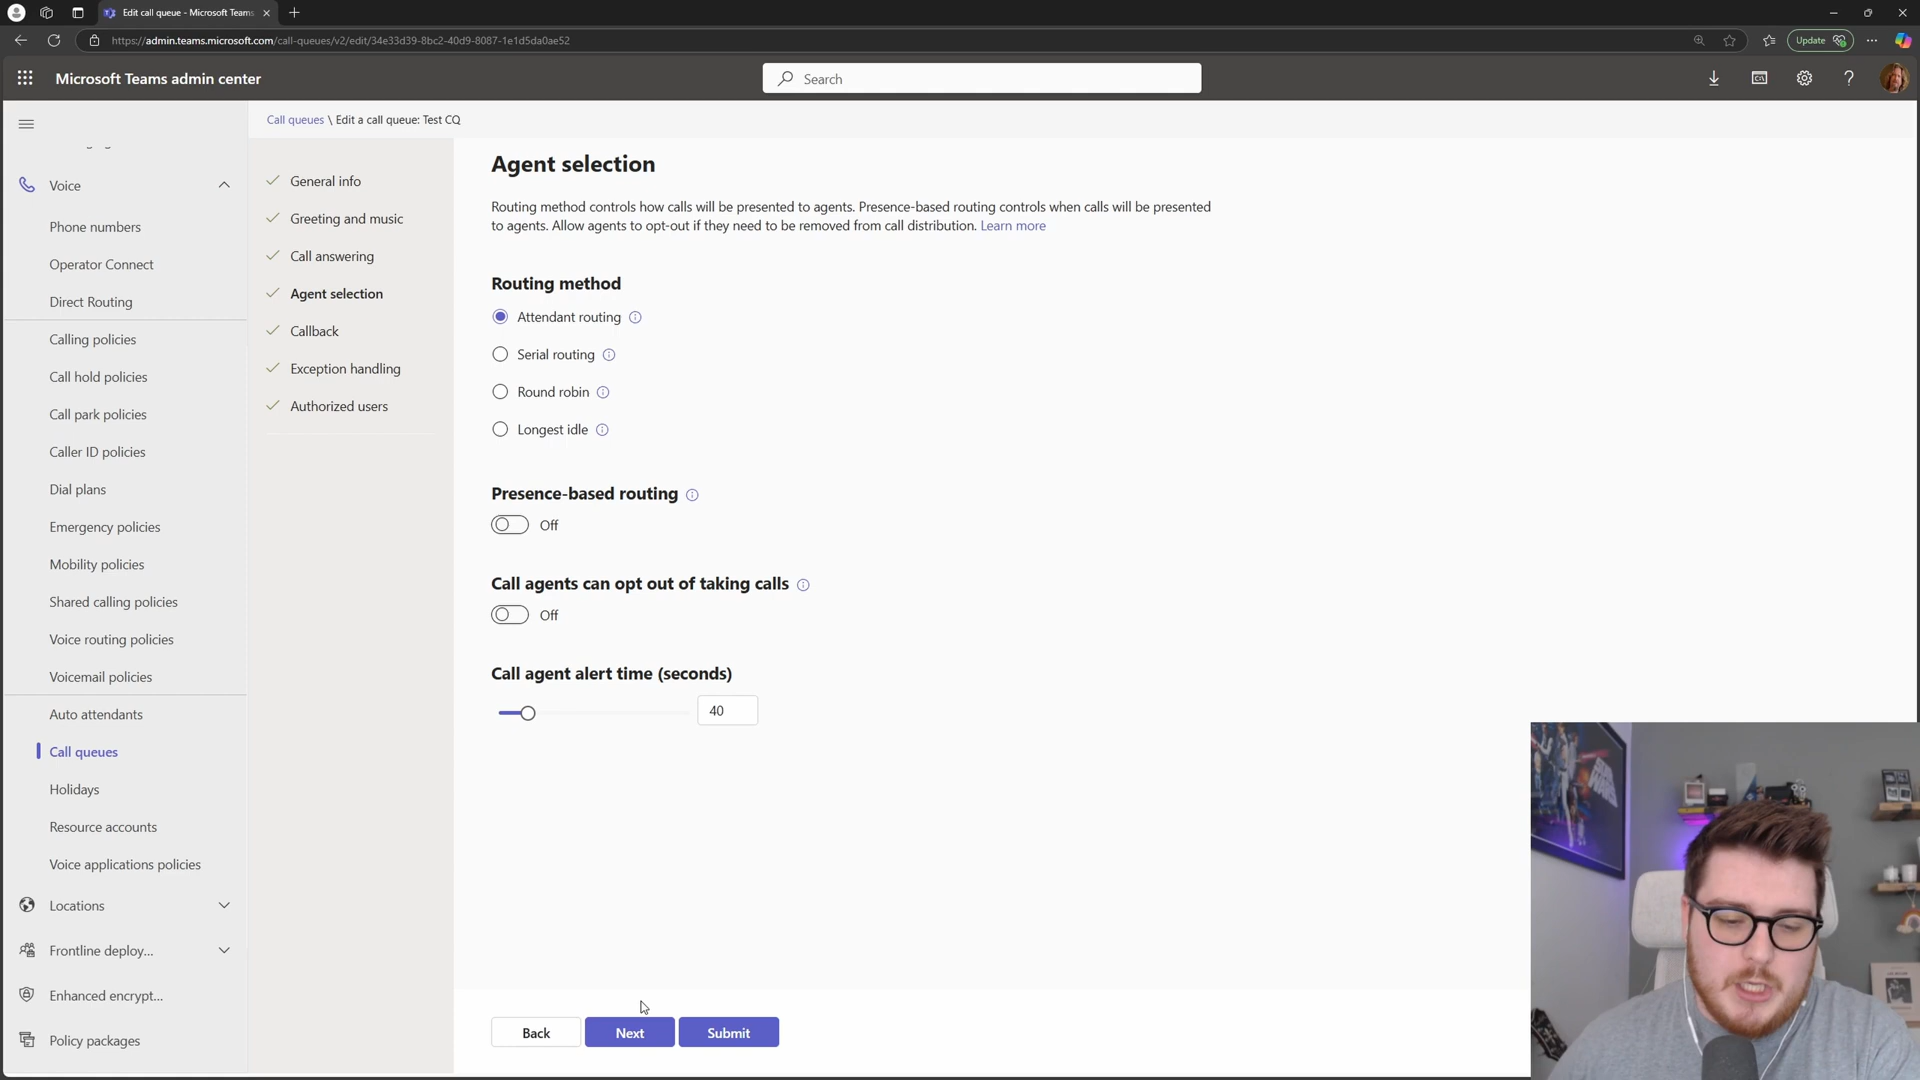 Edit call queue - Microsoft Teams
https://admin.teams.microsoft.com/call-queues/v2/edit/34e33d39-8bc2-40d9-8087-1e1d5da0ae52
Update
Microsoft Teams admin center
Search
Call queues \ Edit a call queue: Test CQ
Voice
Phone numbers
Operator Connect
Direct Routing
Calling policies
Call hold policies
Call park policies
Caller ID policies
Dial plans
Emergency policies
Mobility policies
Shared calling policies
Voice routing policies
Voicemail policies
Auto attendants
Call queues
Holidays
Resource accounts
Voice applications policies
Locations
Frontline deploy...
Enhanced encrypt...
Policy packages
General info
Greeting and music
Call answering
Agent selection
Callback
Exception handling
Authorized users
Agent selection
Routing method controls how calls will be presented to agents. Presence-based routing controls when calls will be presented
to agents. Allow agents to opt-out if they need to be removed from call distribution. Learn more
Routing method
Attendant routing
Serial routing
Round robin
Longest idle
Presence-based routing
Off
Call agents can opt out of taking calls
Off
Call agent alert time (seconds)
40
Back
Next
Submit